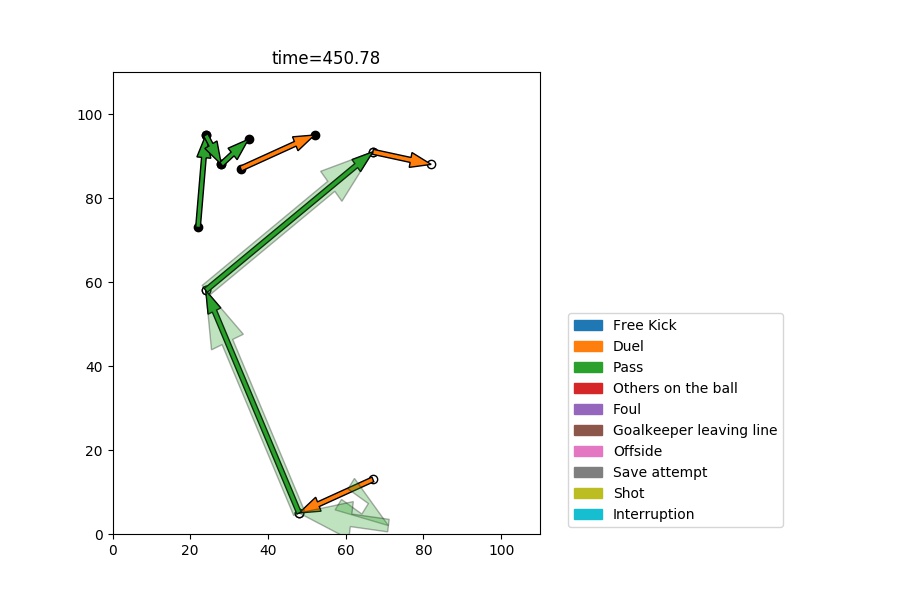 time=450.78
100
80
60
40
20
0
0 20 40 60 80 100
Free Kick
Duel
Pass
Others on the ball
Foul
Goalkeeper leaving line
Offside
Save attempt
Shot
Interruption